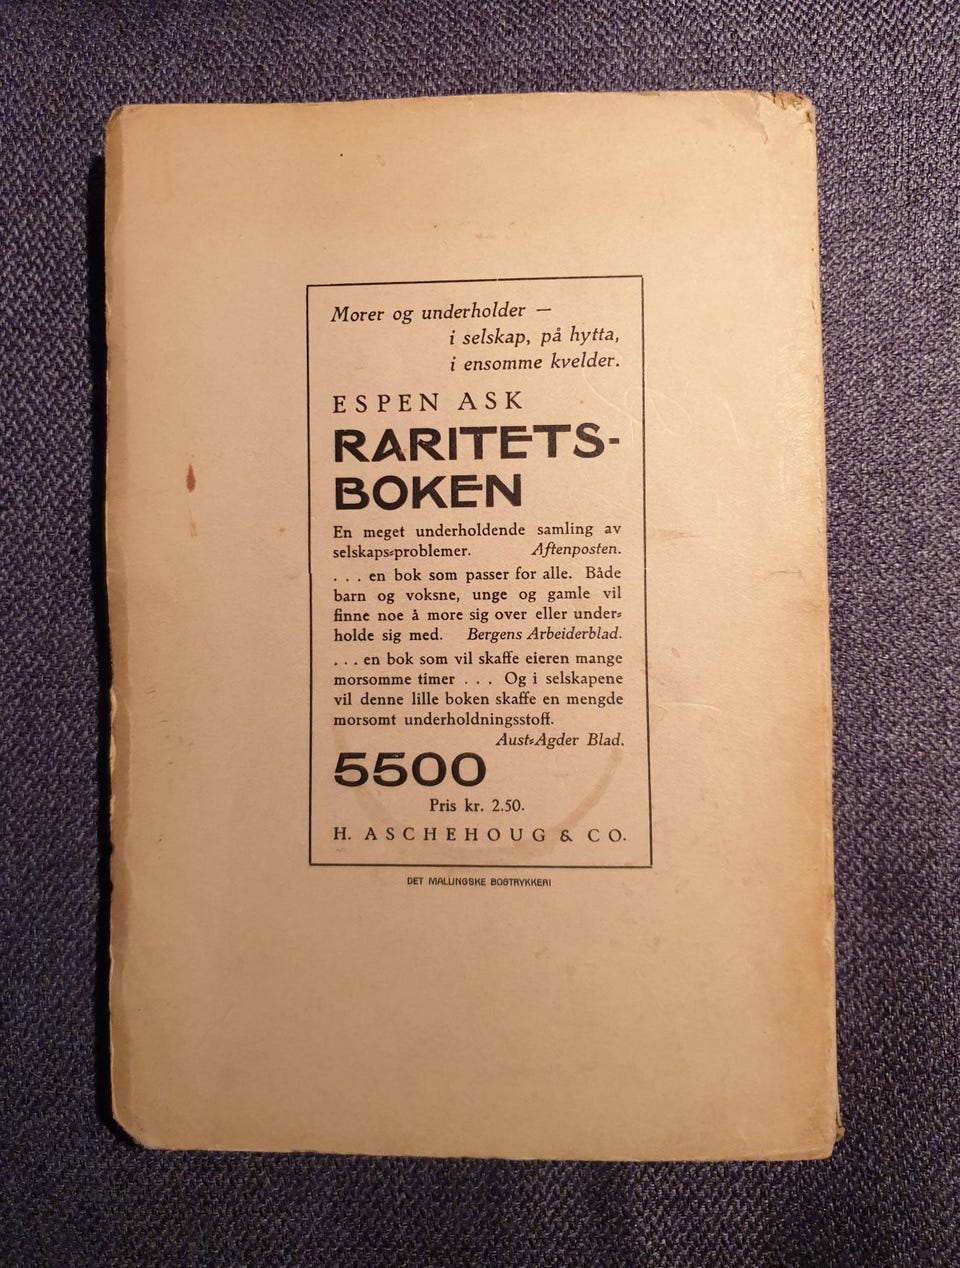 Morer og underholder —
i selskap, på hytta,
i ensomme kvelder.
ESPEN ASK
RARITETS-
BOKEN
En meget underholdende samling av
selskaps=problemer. Aftenposten.
. . . en bok som passer for alle. Både
barn og voksne, unge og gamle vil
finne noe å more sig over eller under=
holde sig med. Bergens Arbeiderblad.
. . . en bok som vil skaffe eieren mange
morsomme timer . . . Og i selskapene
vil denne lille boken skaffe en mengde
morsomt underholdningsstoff.
Aust=Agder Blad.
5500
Pris kr. 2.50.
H. ASCHEHOUG & CO.
DET MALLINGSKE BOGTRYKKERI